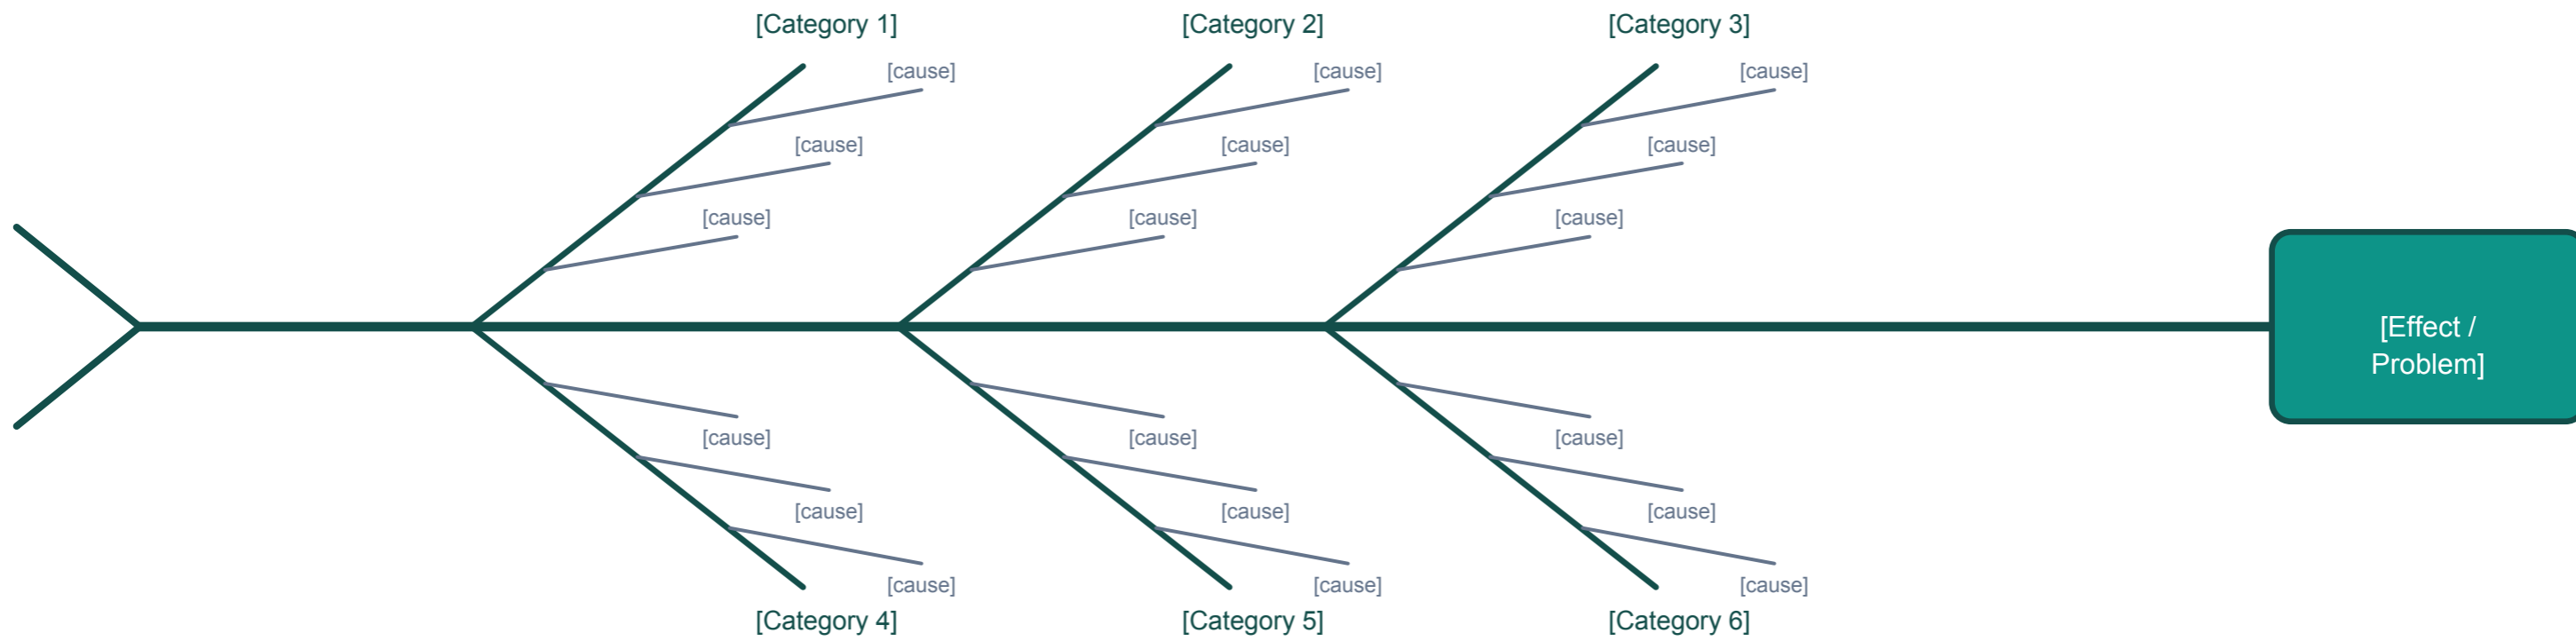 [Category 1]
[Category 2]
[Category 3]
[cause]
[cause]
[cause]
[cause]
[cause]
[cause]
[cause]
[cause]
[cause]
[Effect /
Problem]
[cause]
[cause]
[cause]
[cause]
[cause]
[cause]
[cause]
[cause]
[cause]
[Category 4]
[Category 5]
[Category 6]